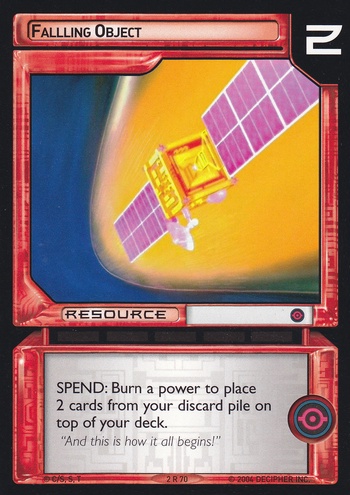 FALLLING OBJECT
2
RESOURCE
SPEND: Burn a power to place
2 cards from your discard pile on
top of your deck.
"And this is how it all begins!"
© C/S, S, T
2 R 70
© 2004 DECIPHER INC.